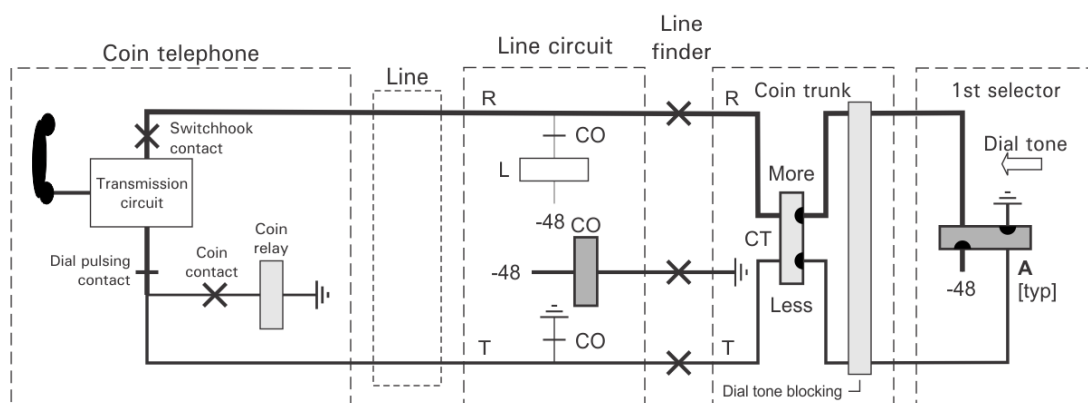 Coin telephone
Line
Line circuit
Line
finder
Coin trunk
1st selector
Switchhook
contact
Transmission
circuit
Dial pulsing
contact
Coin
contact
Coin
relay
R
CO
L
-48
CO
-48
CO
T
R
More
CT
Less
T
Dial tone blocking
Dial tone
-48
A
[typ]